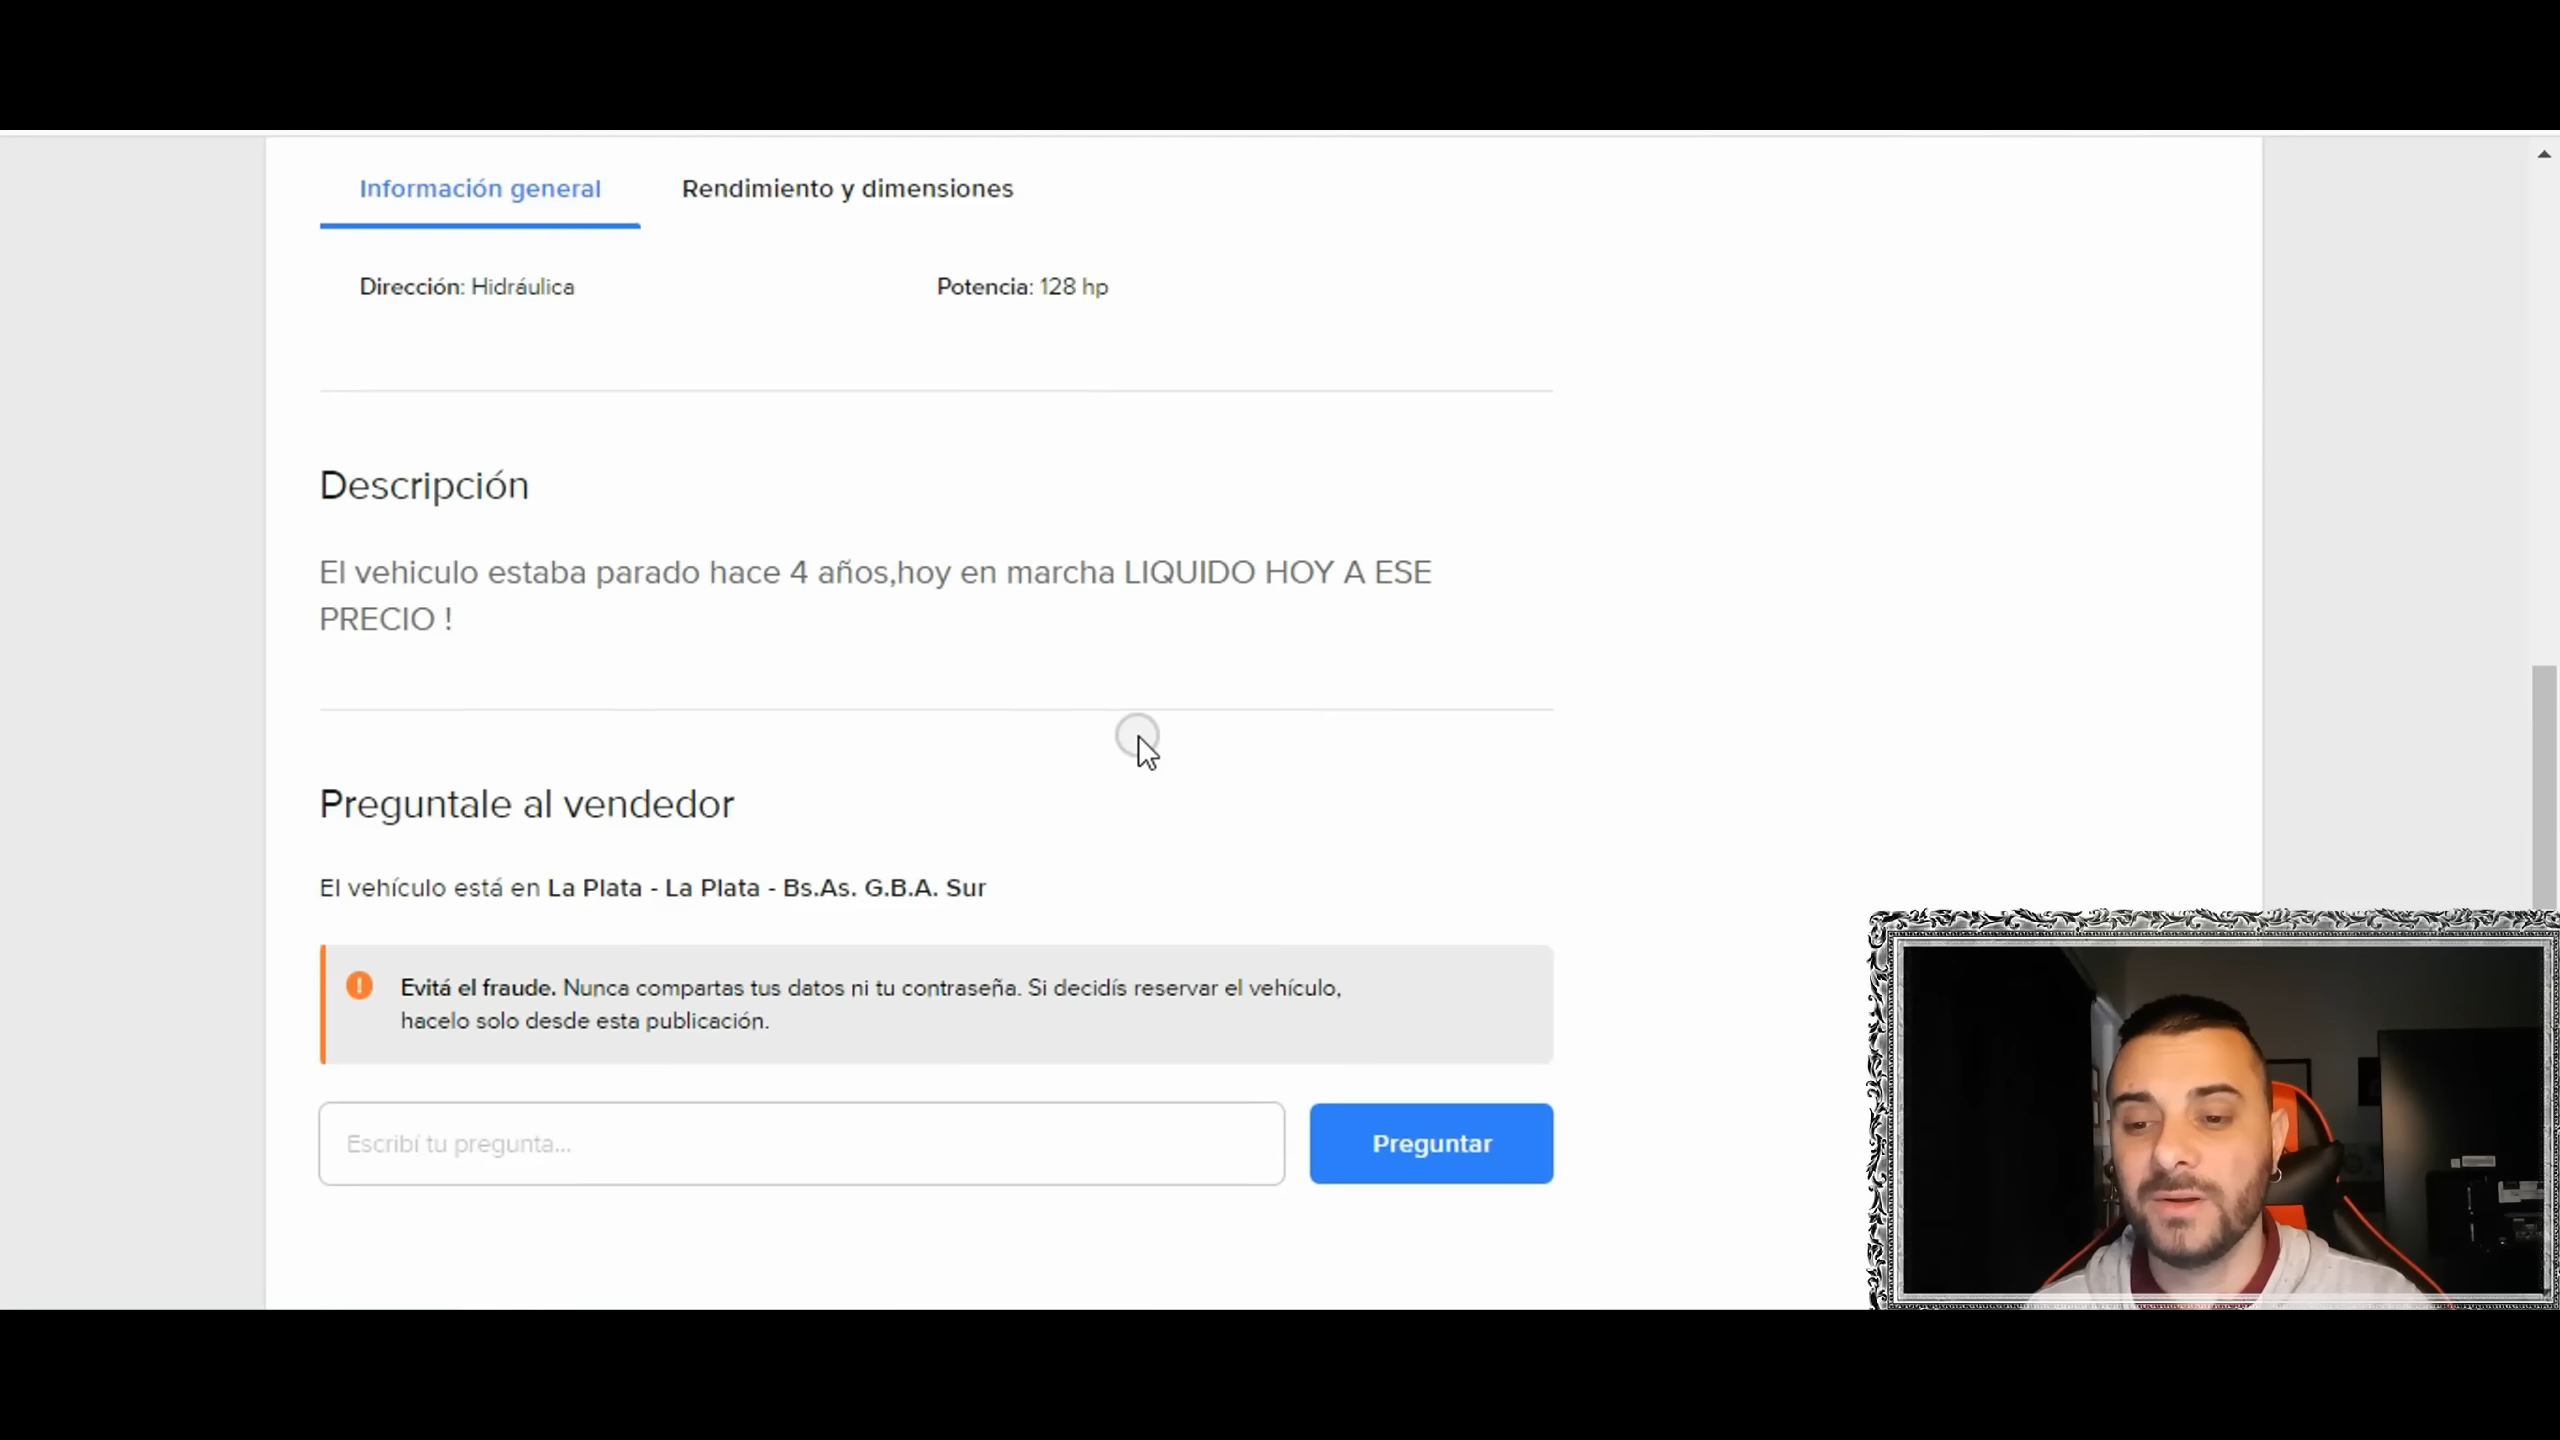 Información general
Rendimiento y dimensiones
Dirección: Hidráulica
Potencia: 128 hp
Descripción
El vehiculo estaba parado hace 4 años,hoy en marcha LIQUIDO HOY A ESE
PRECIO !
Preguntale al vendedor
El vehículo está en La Plata - La Plata - Bs.As. G.B.A. Sur
Evitá el fraude. Nunca compartas tus datos ni tu contraseña. Si decidís reservar el vehículo,
hacelo solo desde esta publicación.
Escribí tu pregunta...
Preguntar